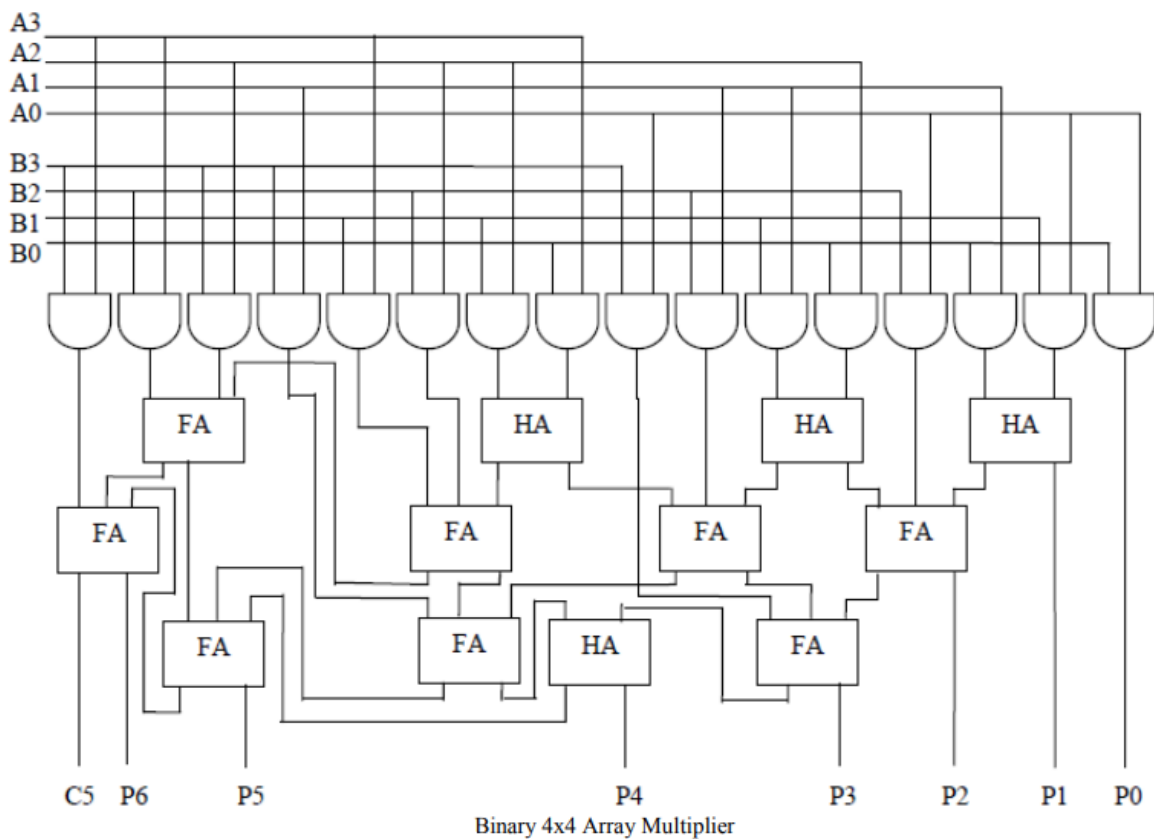 A3
A2
A1
A0
B3
B2
B1
B0
FA HA HA HA
FA FA FA FA
FA FA HA FA
C5 P6 P5 P4 P3 P2 P1 P0
Binary 4x4 Array Multiplier